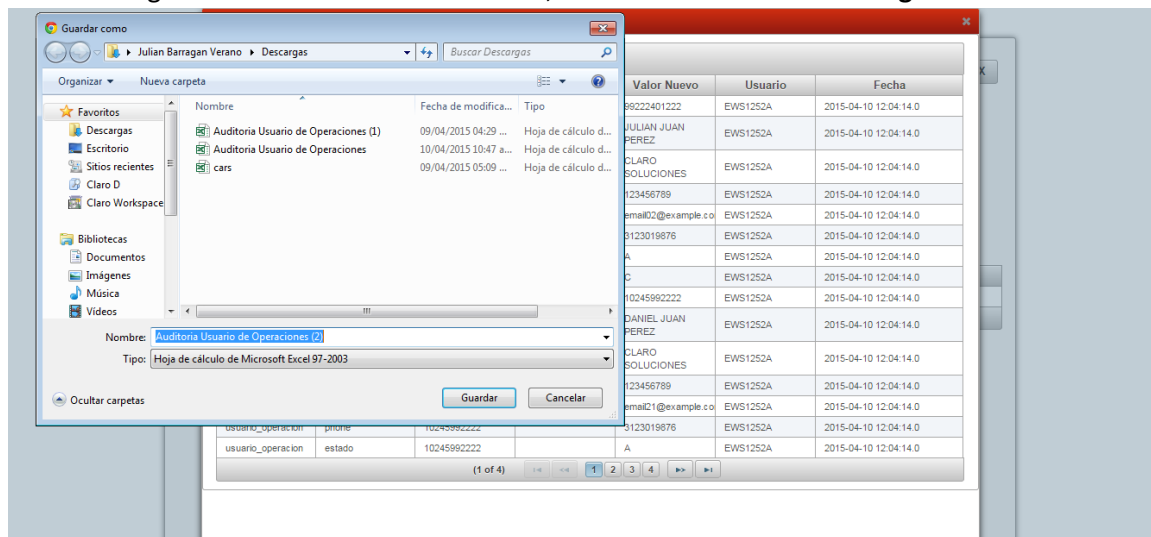 Guardar como
Julian Barragan Verano Descargas
Buscar Descargas
Organizar
Nueva carpeta
Favoritos
Descargas
Escritorio
Sitios recientes
Claro D
Claro Workspace
Bibliotecas
Documentos
Imágenes
Música
Vídeos
Nombre Fecha de modifica... Tipo
Auditoria Usuario de Operaciones (1) 09/04/2015 04:29 ... Hoja de cálculo d...
Auditoria Usuario de Operaciones 10/04/2015 10:47 a... Hoja de cálculo d...
cars 09/04/2015 05:09 ... Hoja de cálculo d...
Nombre: Auditoria Usuario de Operaciones (2)
Tipo: Hoja de cálculo de Microsoft Excel 97-2003
Ocultar carpetas
Guardar
Cancelar
X
Valor Nuevo Usuario Fecha
99222401222 EWS1252A 2015-04-10 12:04:14.0
JULIAN JUAN
PEREZ EWS1252A 2015-04-10 12:04:14.0
CLARO
SOLUCIONES EWS1252A 2015-04-10 12:04:14.0
123456789 EWS1252A 2015-04-10 12:04:14.0
email02@example.co EWS1252A 2015-04-10 12:04:14.0
3123019876 EWS1252A 2015-04-10 12:04:14.0
A EWS1252A 2015-04-10 12:04:14.0
C EWS1252A 2015-04-10 12:04:14.0
10245992222 EWS1252A 2015-04-10 12:04:14.0
DANIEL JUAN
PEREZ EWS1252A 2015-04-10 12:04:14.0
CLARO
SOLUCIONES EWS1252A 2015-04-10 12:04:14.0
123456789 EWS1252A 2015-04-10 12:04:14.0
email21@example.co EWS1252A 2015-04-10 12:04:14.0
usuario_operacion phone 10245992222 3123019876 EWS1252A 2015-04-10 12:04:14.0
usuario_operacion estado 10245992222 A EWS1252A 2015-04-10 12:04:14.0
(1 of 4) 1 2 3 4